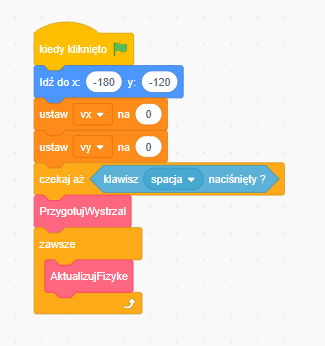 kiedy kliknięto
Idź do x: -180 y: -120
ustaw vx na 0
ustaw vy na 0
czekaj aż klawisz spacja naciśnięty ?
PrzygotujWystrzal
zawsze
AktualizujFizyke